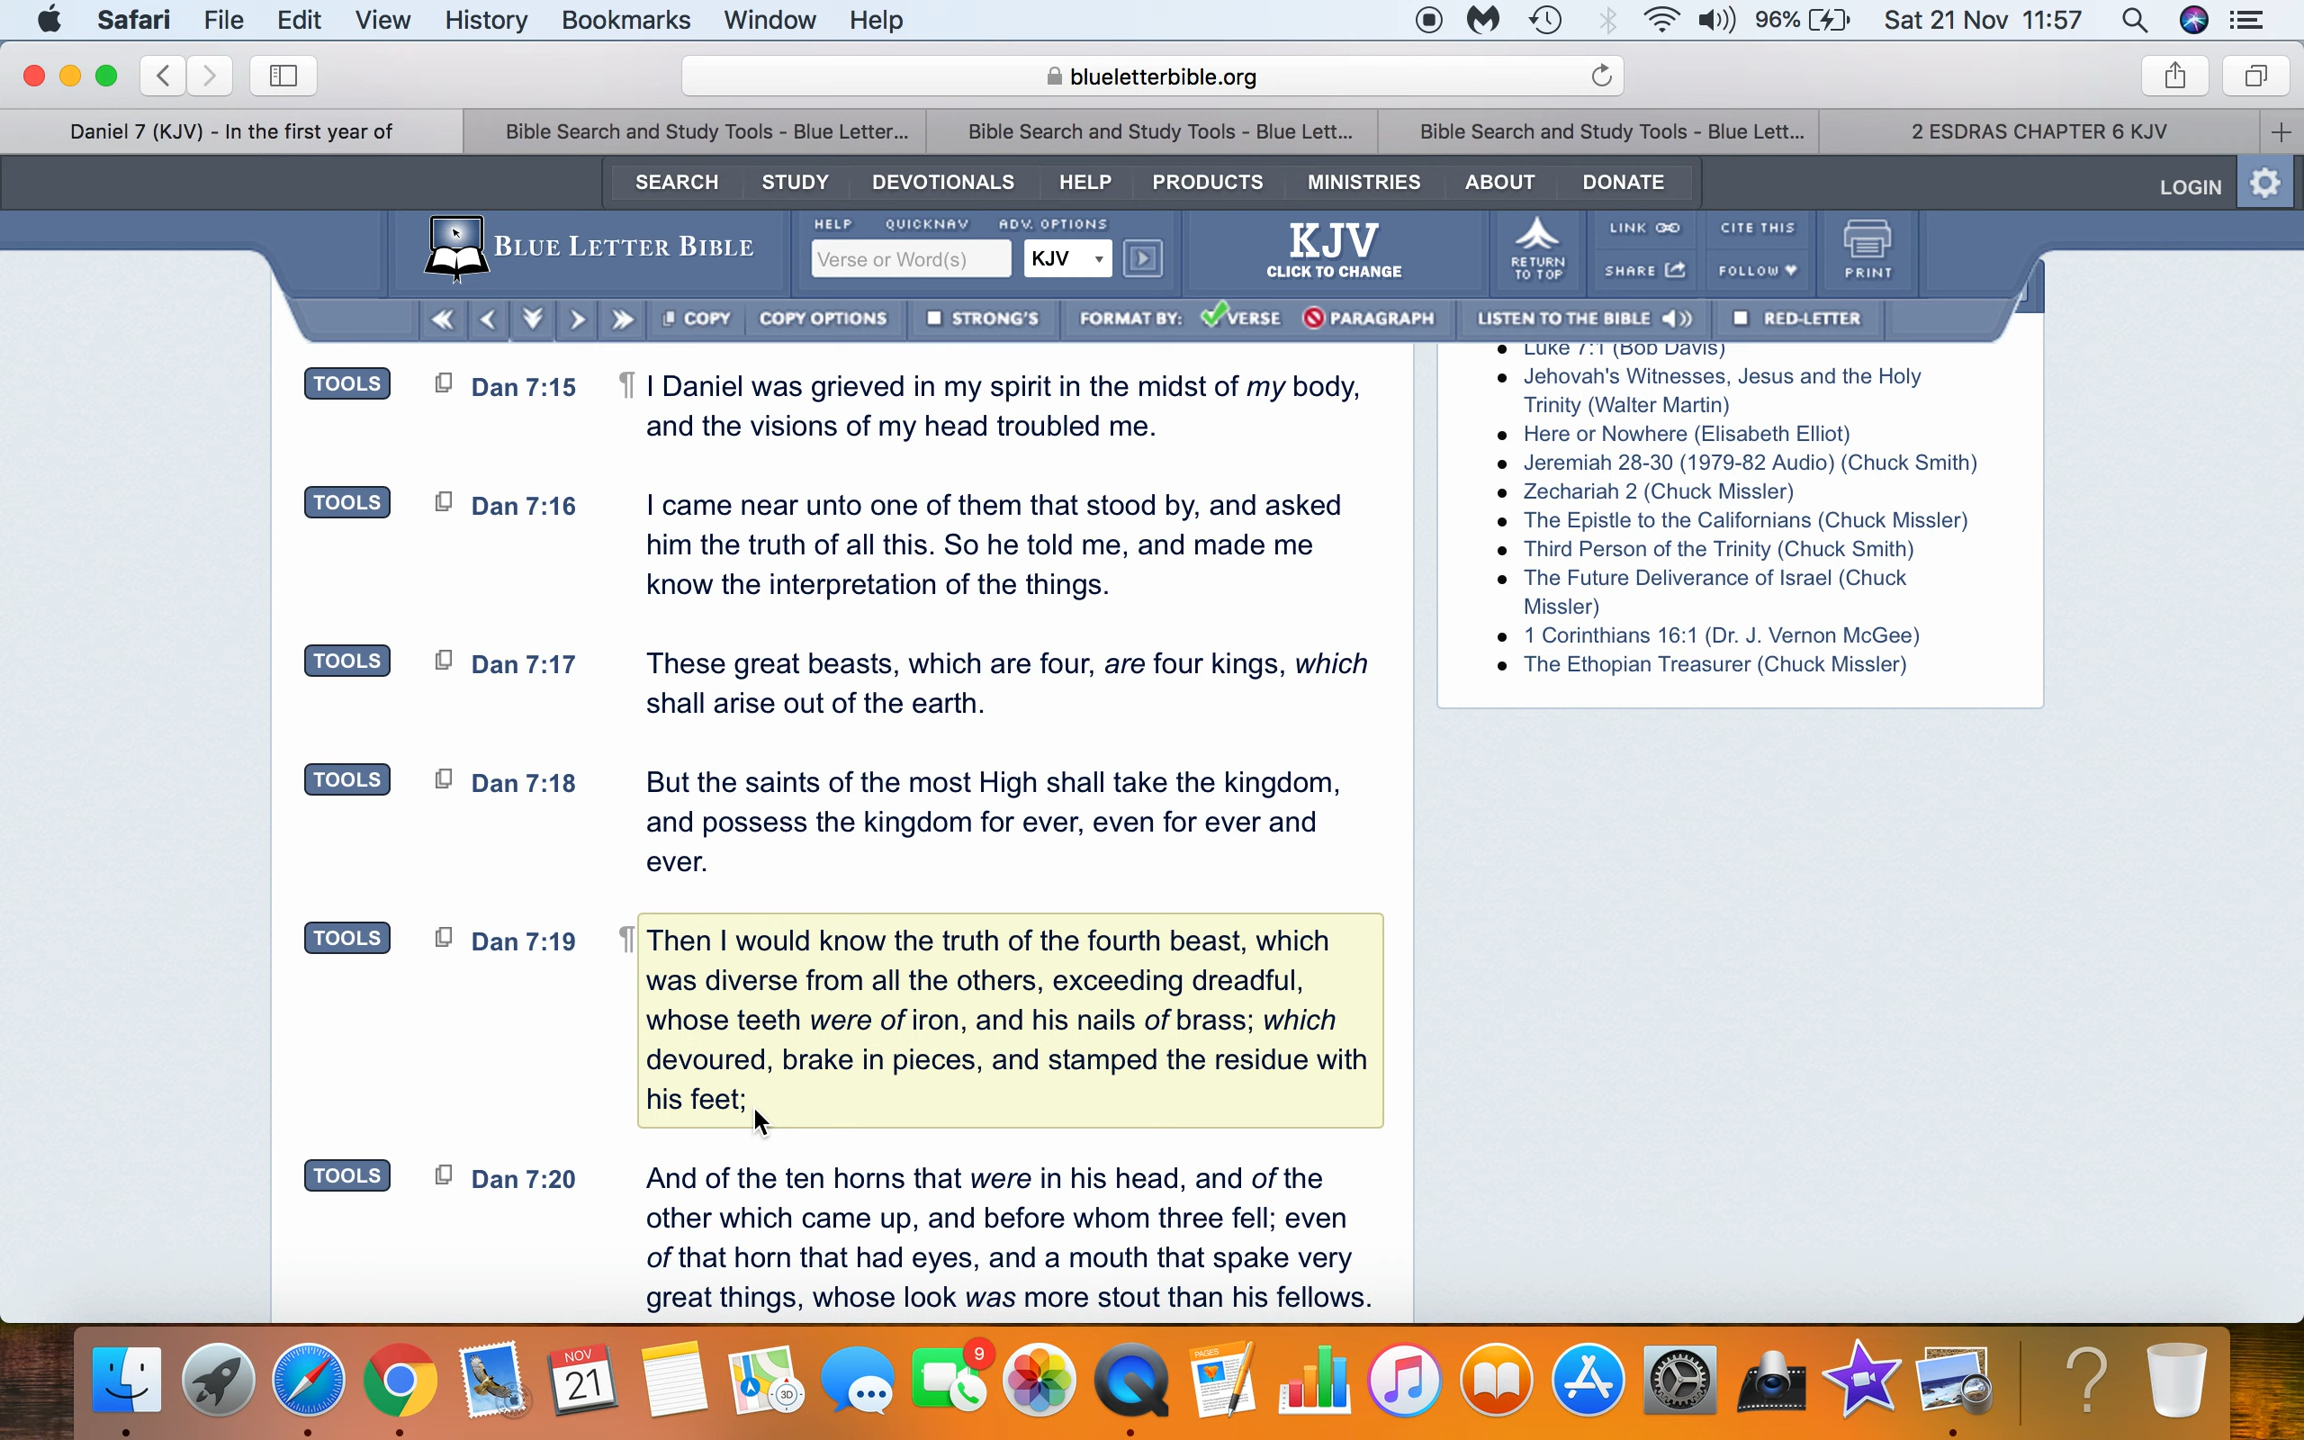 Safari File Edit View History Bookmarks Window Help 96% Sat 21 Nov 11:57
blueletterbible.org
Daniel 7 (KJV) - In the first year of
Bible Search and Study Tools - Blue Letter...
Bible Search and Study Tools - Blue Lett...
Bible Search and Study Tools - Blue Lett...
2 ESDRAS CHAPTER 6 KJV
SEARCH STUDY DEVOTIONALS HELP PRODUCTS MINISTRIES ABOUT DONATE LOGIN
BLUE LETTER BIBLE
HELP QUICKNAV ADV. OPTIONS
Verse or Word(s) KJV
KJV
CLICK TO CHANGE
RETURN
TO TOP
LINK CITE THIS
SHARE FOLLOW
PRINT
COPY COPY OPTIONS STRONG'S FORMAT BY: VERSE PARAGRAPH LISTEN TO THE BIBLE RED-LETTER
TOOLS Dan 7:15 ¶ I Daniel was grieved in my spirit in the midst of my body,
and the visions of my head troubled me.
TOOLS Dan 7:16 I came near unto one of them that stood by, and asked
him the truth of all this. So he told me, and made me
know the interpretation of the things.
TOOLS Dan 7:17 These great beasts, which are four, are four kings, which
shall arise out of the earth.
TOOLS Dan 7:18 But the saints of the most High shall take the kingdom,
and possess the kingdom for ever, even for ever and
ever.
TOOLS Dan 7:19 ¶ Then I would know the truth of the fourth beast, which
was diverse from all the others, exceeding dreadful,
whose teeth were of iron, and his nails of brass; which
devoured, brake in pieces, and stamped the residue with
his feet;
TOOLS Dan 7:20 And of the ten horns that were in his head, and of the
other which came up, and before whom three fell; even
of that horn that had eyes, and a mouth that spake very
great things, whose look was more stout than his fellows.
Luke 7:1 (Bob Davis)
Jehovah's Witnesses, Jesus and the Holy
Trinity (Walter Martin)
Here or Nowhere (Elisabeth Elliot)
Jeremiah 28-30 (1979-82 Audio) (Chuck Smith)
Zechariah 2 (Chuck Missler)
The Epistle to the Californians (Chuck Missler)
Third Person of the Trinity (Chuck Smith)
The Future Deliverance of Israel (Chuck
Missler)
1 Corinthians 16:1 (Dr. J. Vernon McGee)
The Ethopian Treasurer (Chuck Missler)
NOV
21
3D
9
PAGES